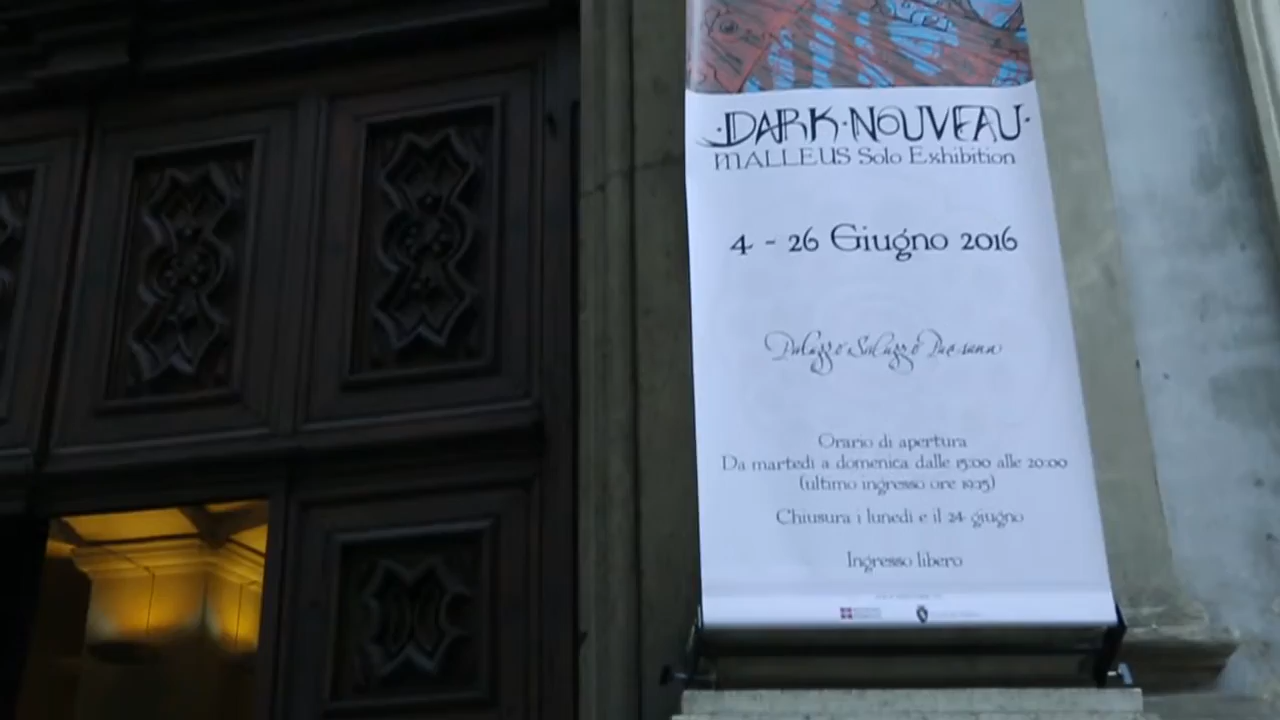 ·DARK·NOUVEAU·
MALLEUS Solo Exhibition
4 - 26 Giugno 2016
Palazzo Saluzzo Paesana
Orario di apertura
Da martedì a domenica dalle 15:00 alle 20:00
(ultimo ingresso ore 19:15)
Chiusura i lunedì e il 24 giugno
Ingresso libero